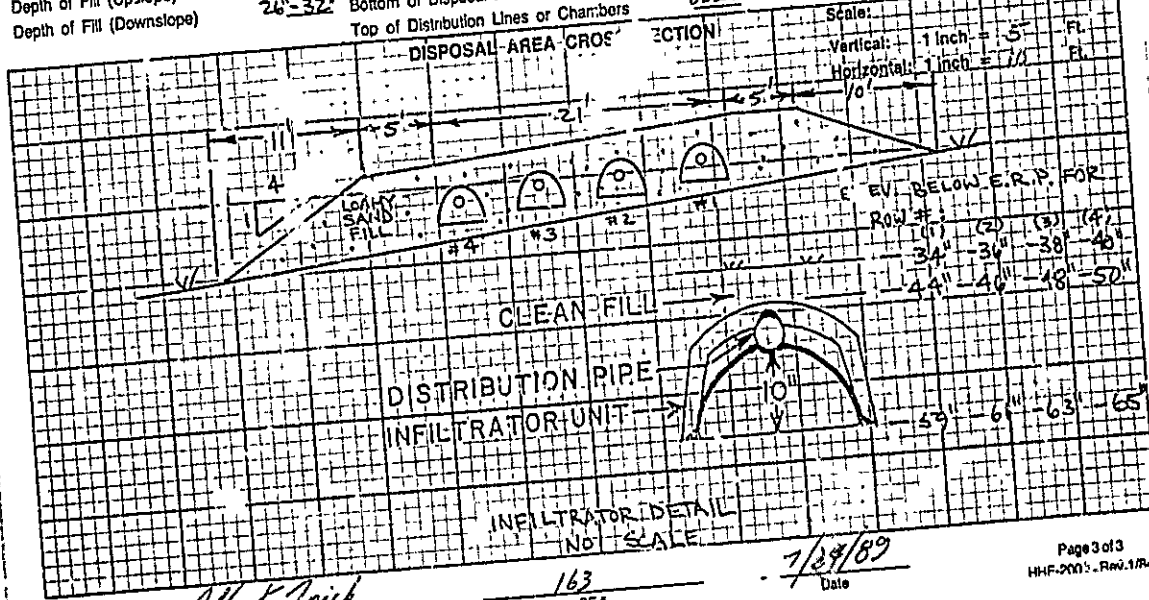 Depth of Fill (Upslope)
Depth of Fill (Downslope) 26"-32" Bottom of Disposal
Top of Distribution Lines or Chambers
DISPOSAL AREA CROSS SECTION
Scale:
Vertical: 1 inch = 5 Ft.
Horizontal: 1 inch = 10 Ft.
11' 5' 21' 5' 10'
4
1
LOAMY
SAND
FILL
#4 #3 #2 #1
EV. BELOW E.R.P. FOR
ROW #:
(1) (2) (3) (4)
-34" -36" -38" -40"
-44" -46" -48" -50"
CLEAN FILL
DISTRIBUTION PIPE
10"
INFILTRATOR UNIT
-59" -61" -63" -65"
INFILTRATOR DETAIL
NO SCALE
163
7/24/89
Date
Page 3 of 3